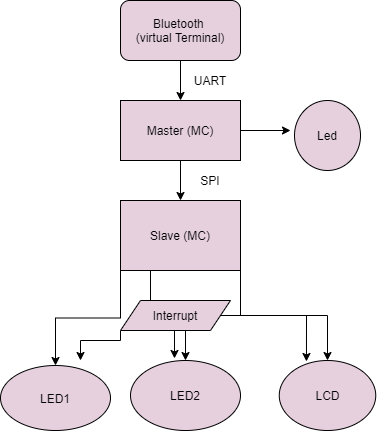 Bluetooth
(virtual Terminal)
UART
Master (MC)
Led
SPI
Slave (MC)
Interrupt
LED1
LED2
LCD